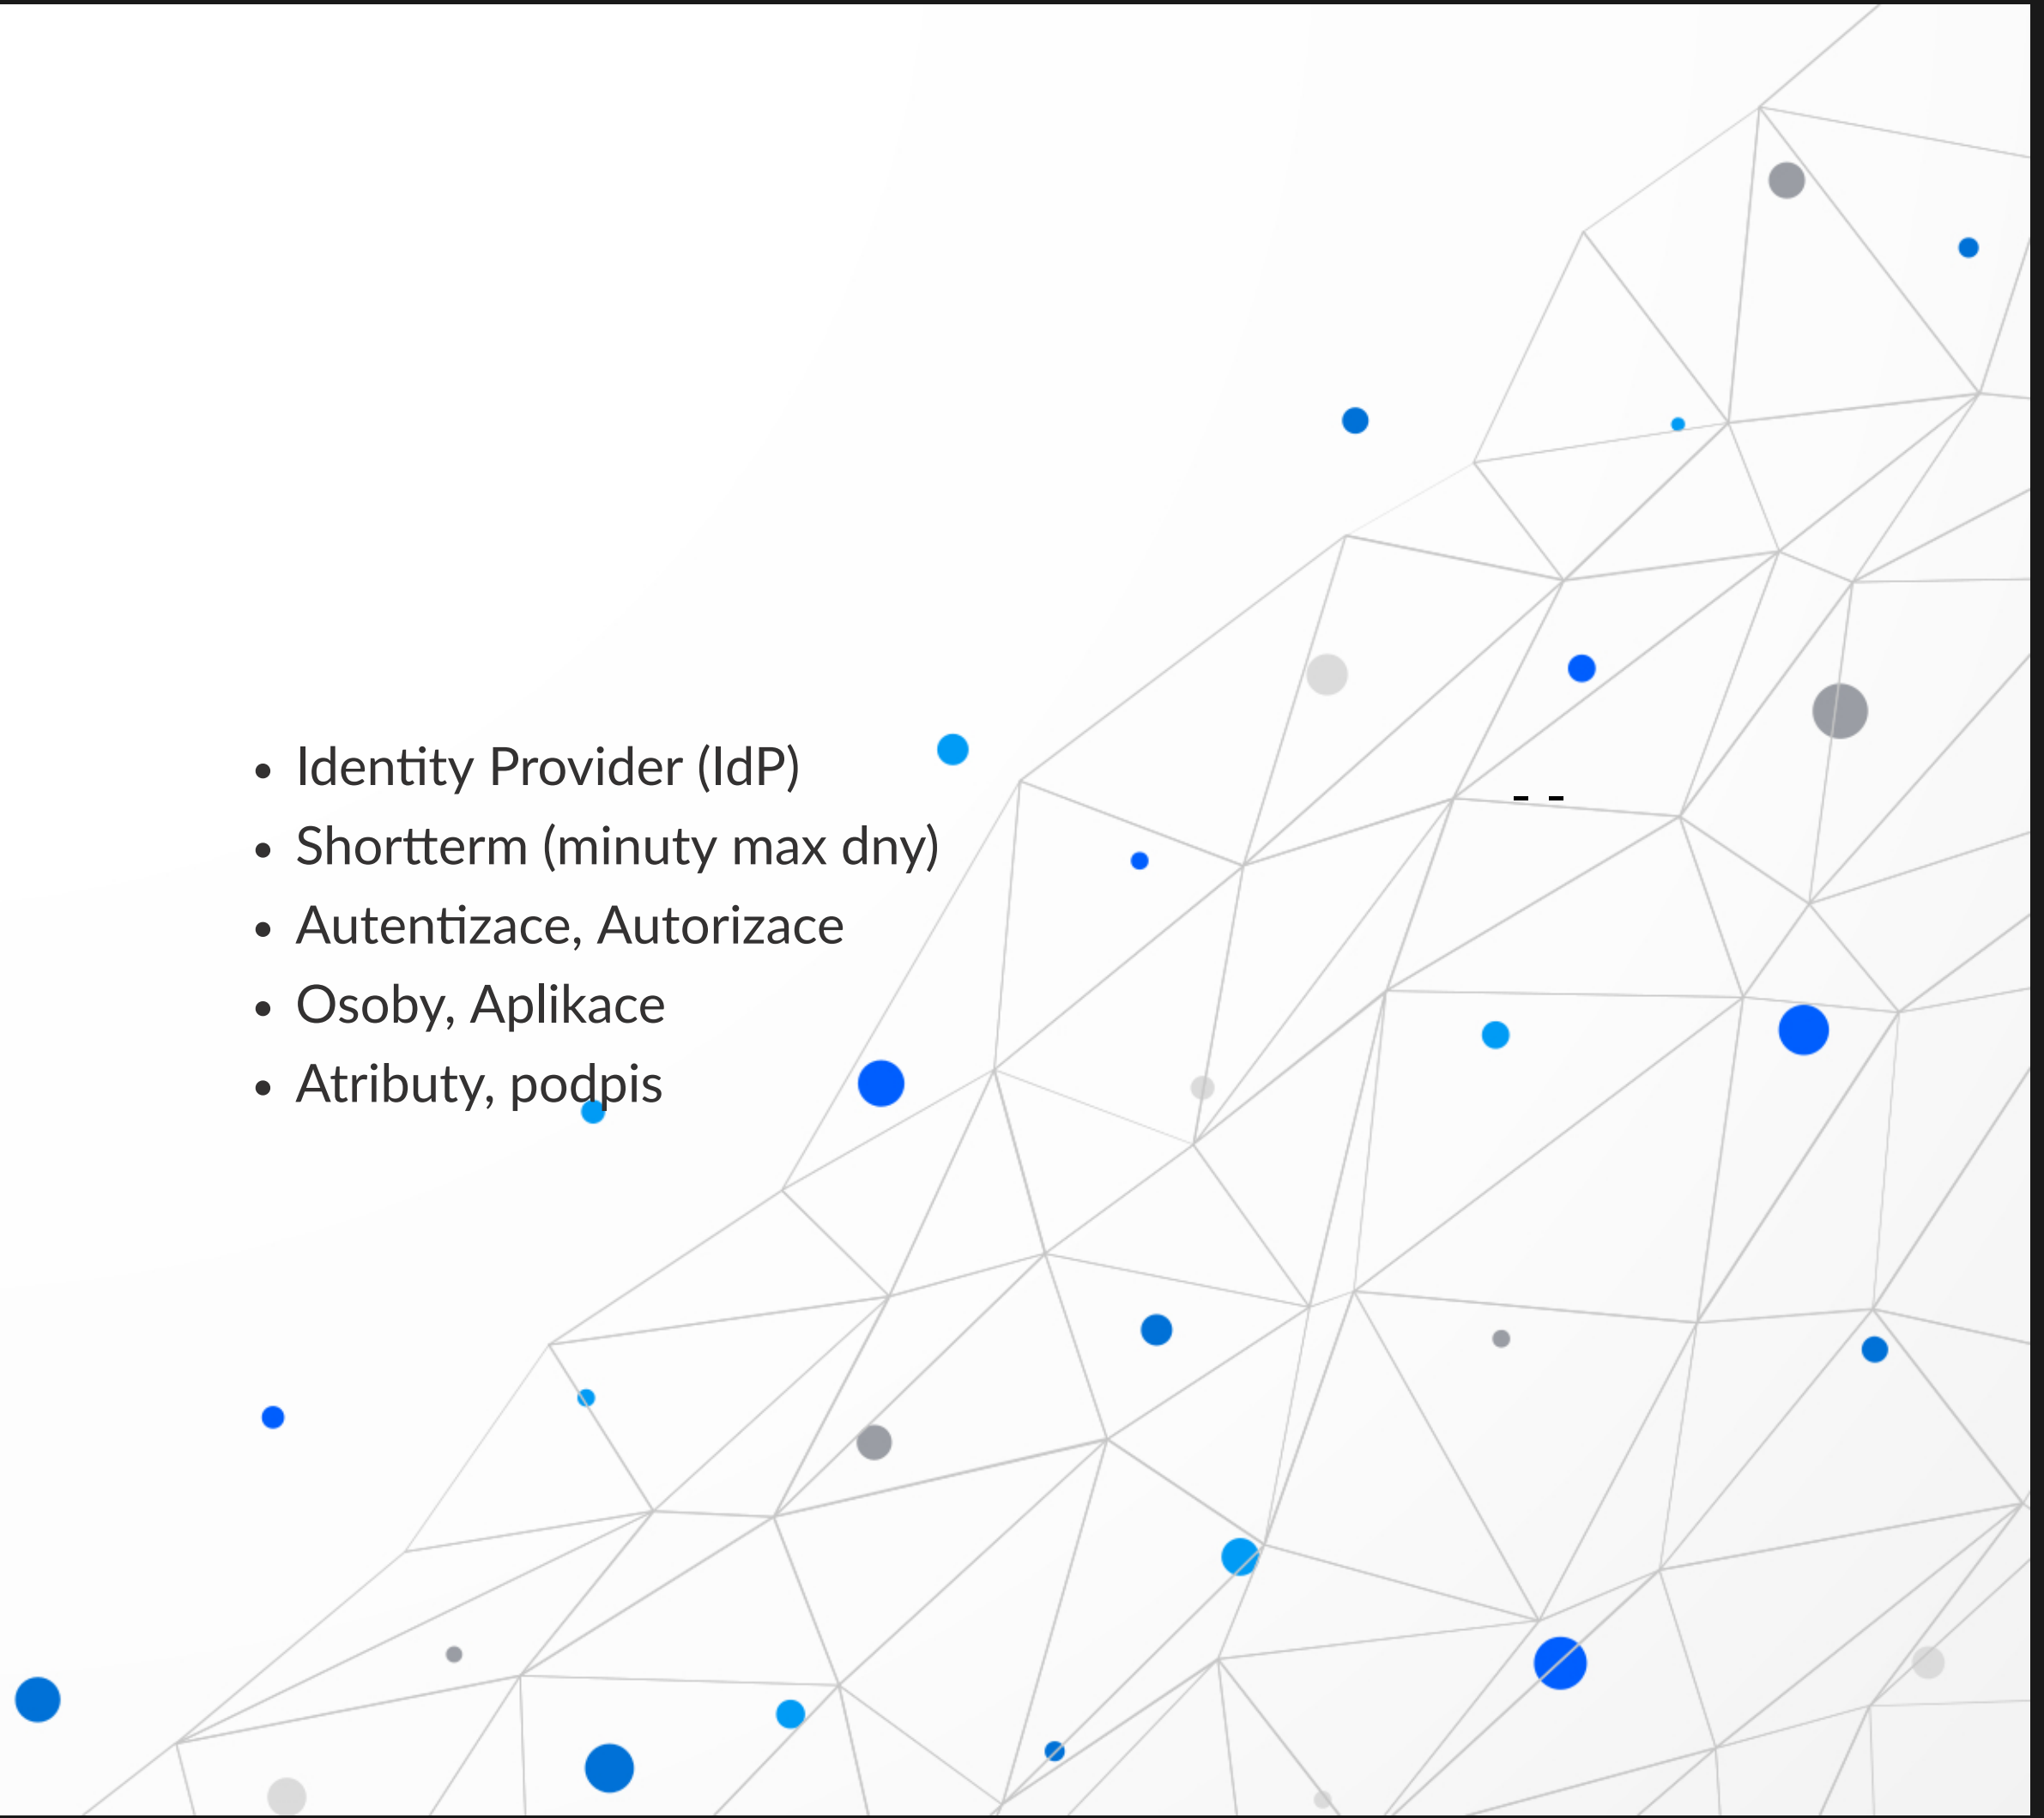 • Identity Provider (IdP)
• Shortterm (minuty max dny)
• Autentizace, Autorizace
• Osoby, Aplikace
• Atributy, podpis
- -